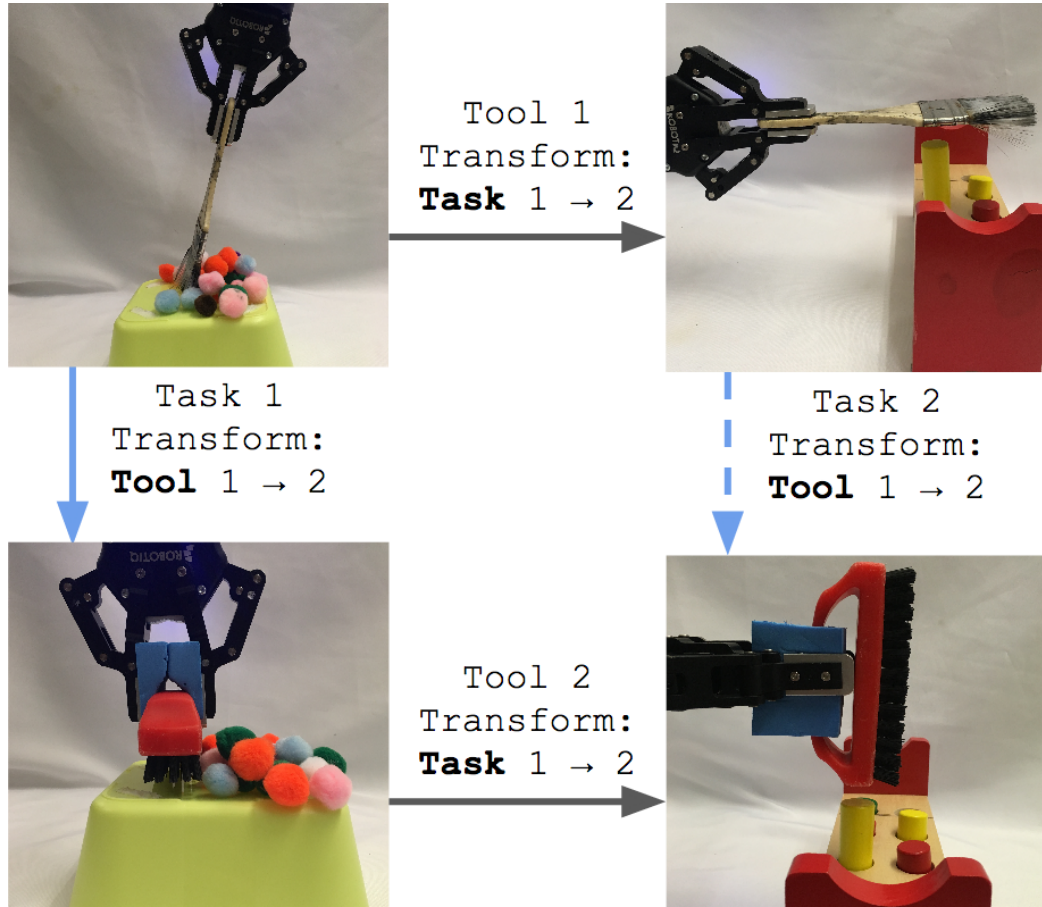 ROBOTIQ
Tool 1
Transform:
Task 1 → 2
ROBOTIQ
Task 1
Transform:
Tool 1 → 2
Task 2
Transform:
Tool 1 → 2
ROBOTIQ
Tool 2
Transform:
Task 1 → 2